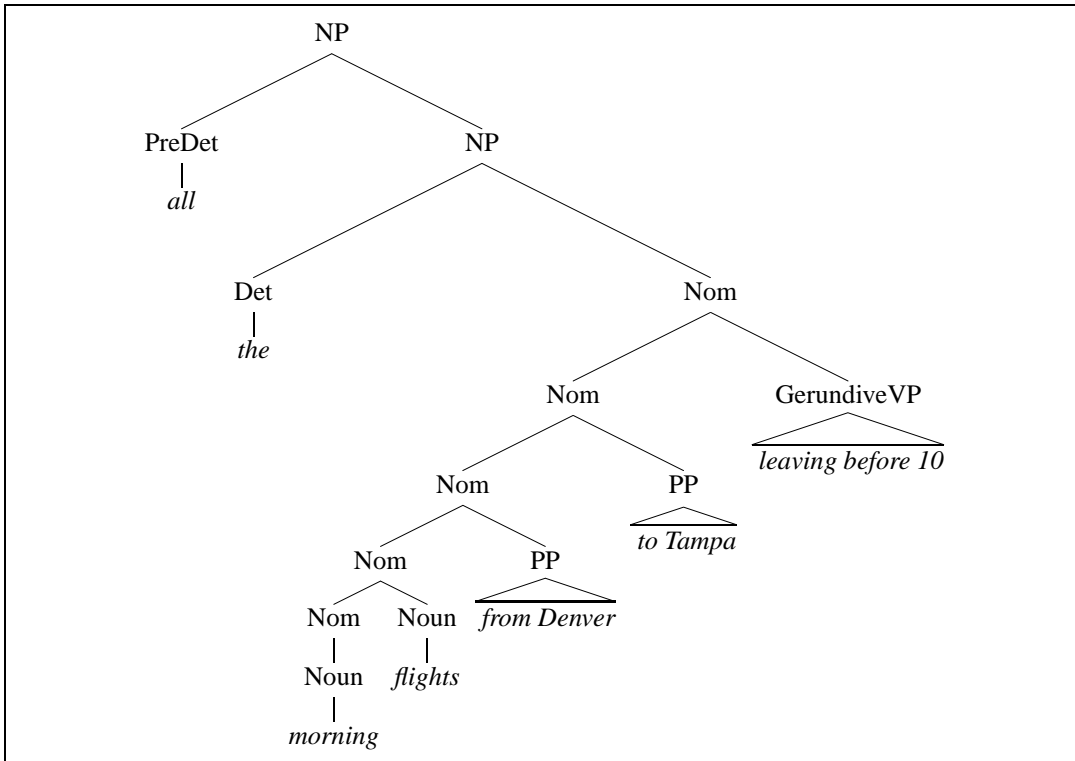 NP
PreDet NP
all
Det Nom
the
Nom GerundiveVP
leaving before 10
Nom PP
to Tampa
Nom PP
Nom Noun from Denver
Noun flights
morning